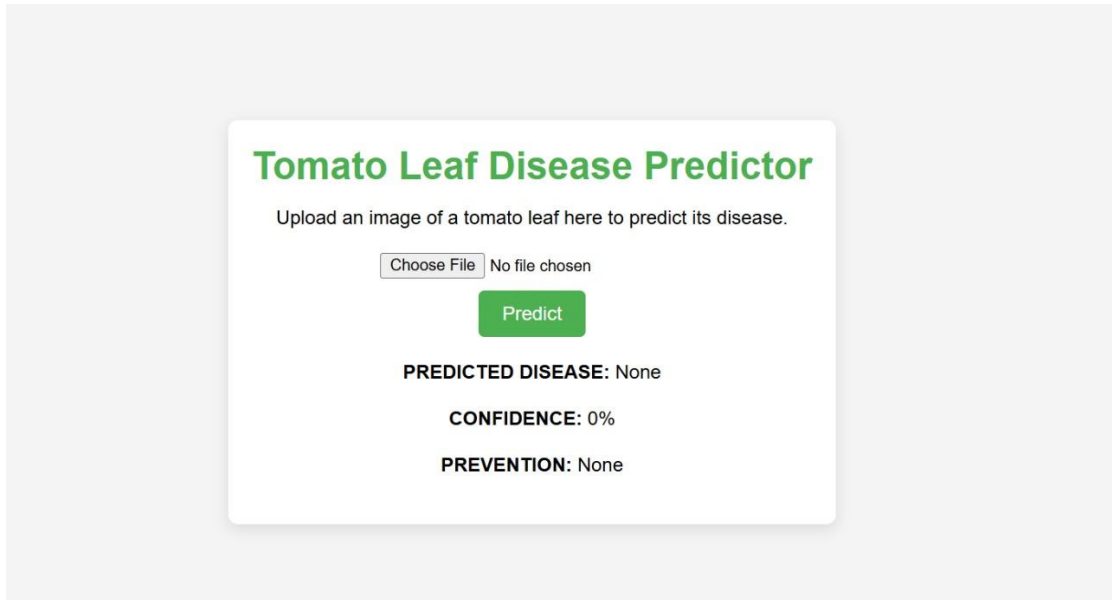 Tomato Leaf Disease Predictor
Upload an image of a tomato leaf here to predict its disease.
Choose File No file chosen
Predict
PREDICTED DISEASE: None
CONFIDENCE: 0%
PREVENTION: None